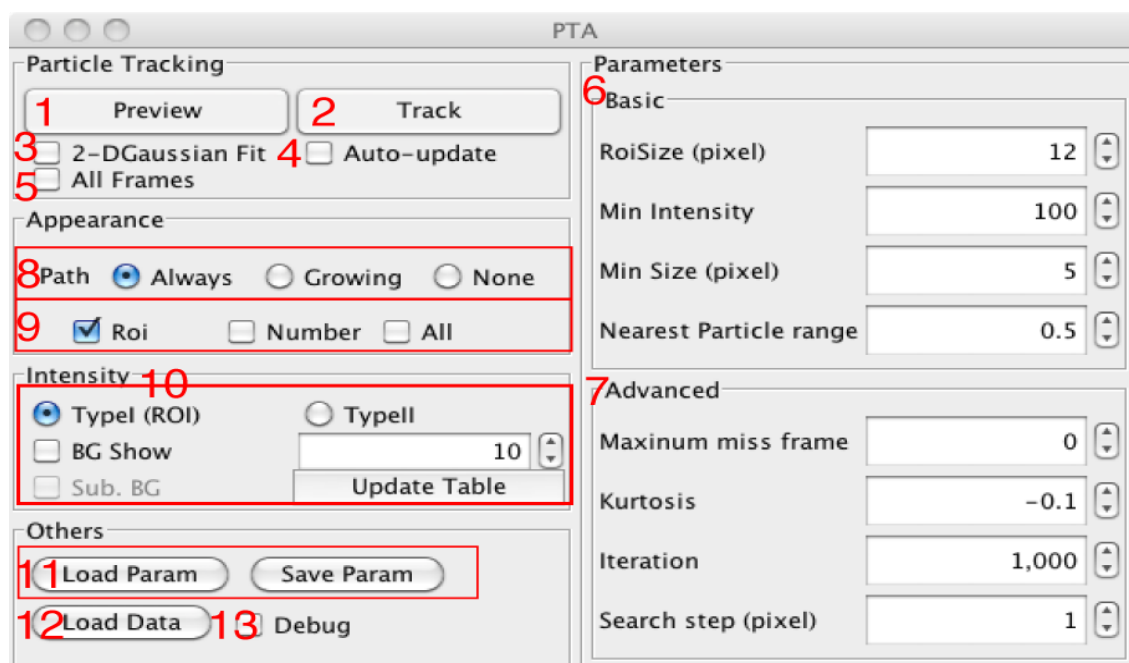 PTA
Particle Tracking
1 Preview 2 Track
3 2-DGaussian Fit 4 Auto-update
5 All Frames
Appearance
8 Path Always Growing None
9 Roi Number All
Intensity 10
TypeI (ROI) TypeII
BG Show 10
Sub. BG Update Table
Others
11 Load Param Save Param
12 Load Data 13 Debug
Parameters
6 Basic
RoiSize (pixel) 12
Min Intensity 100
Min Size (pixel) 5
Nearest Particle range 0.5
7 Advanced
Maxinum miss frame 0
Kurtosis -0.1
Iteration 1,000
Search step (pixel) 1